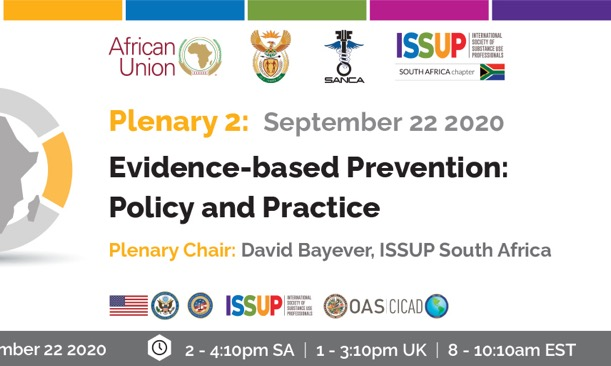 African
Union
SANCA
ISSUP
INTERNATIONAL
SOCIETY OF
SUBSTANCE USE
PROFESSIONALS
SOUTH AFRICA chapter
Plenary 2: September 22 2020
Evidence-based Prevention:
Policy and Practice
Plenary Chair: David Bayever, ISSUP South Africa
ISSUP
INTERNATIONAL
SOCIETY OF
SUBSTANCE USE
PROFESSIONALS
OAS | CICAD
mber 22 2020
2 - 4:10pm SA | 1 - 3:10pm UK | 8 - 10:10am EST